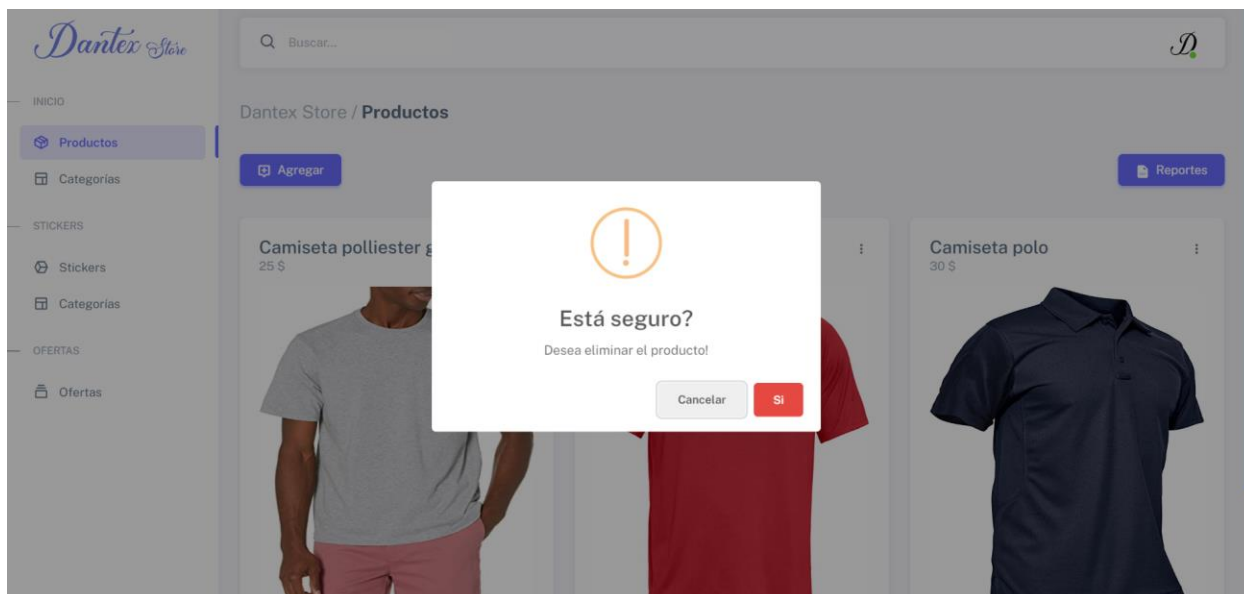 Dantex Store
Buscar...
D
INICIO
Dantex Store / Productos
Productos
Agregar
Reportes
Categorías
STICKERS
Camiseta polliester g
25 $
Camiseta polo
30 $
Stickers
Categorías
Está seguro?
Desea eliminar el producto!
OFERTAS
Ofertas
Cancelar
Si